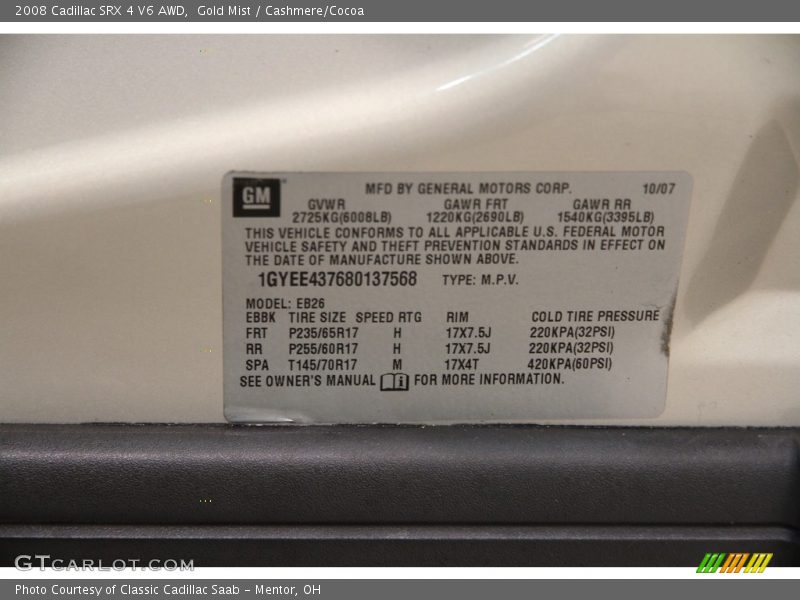 2008 Cadillac SRX 4 V6 AWD, Gold Mist / Cashmere/Cocoa
GM MFD BY GENERAL MOTORS CORP. 10/07
GVWR GAWR FRT GAWR RR
2725KG(6008LB) 1220KG(2690LB) 1540KG(3395LB)
THIS VEHICLE CONFORMS TO ALL APPLICABLE U.S. FEDERAL MOTOR
VEHICLE SAFETY AND THEFT PREVENTION STANDARDS IN EFFECT ON
THE DATE OF MANUFACTURE SHOWN ABOVE.
1GYEE437680137568 TYPE: M.P.V.
MODEL: EB26
EBBK TIRE SIZE SPEED RTG RIM COLD TIRE PRESSURE
FRT P235/65R17 H 17X7.5J 220KPA(32PSI)
RR P255/60R17 H 17X7.5J 220KPA(32PSI)
SPA T145/70R17 M 17X4T 420KPA(60PSI)
SEE OWNER'S MANUAL i FOR MORE INFORMATION.
GTCARLOT.COM
Photo Courtesy of Classic Cadillac Saab - Mentor, OH